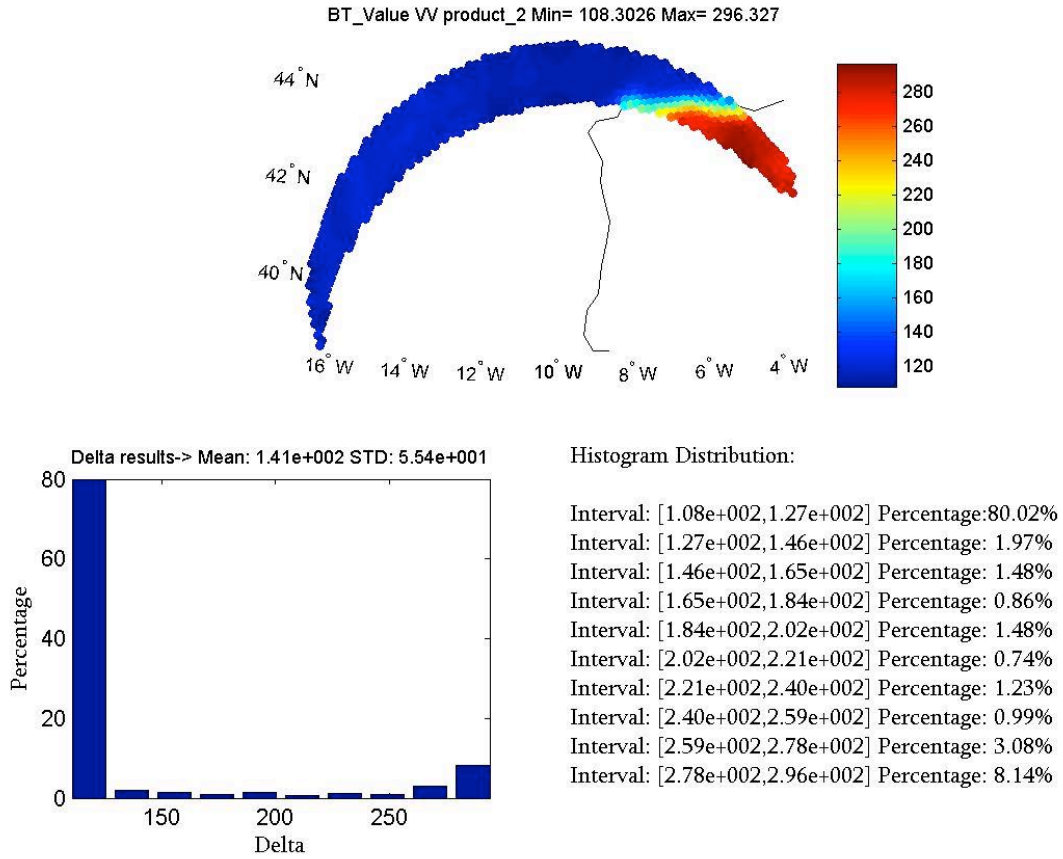 BT_Value VV product_2 Min= 108.3026 Max= 296.327
44°N
42°N
40°N
16°W 14°W 12°W 10°W 8°W 6°W 4°W
280
260
240
220
200
180
160
140
120
Delta results-> Mean: 1.41e+002 STD: 5.54e+001
80
60
40
20
0
Percentage
150 200 250
Delta
Histogram Distribution:
Interval: [1.08e+002,1.27e+002] Percentage:80.02%
Interval: [1.27e+002,1.46e+002] Percentage: 1.97%
Interval: [1.46e+002,1.65e+002] Percentage: 1.48%
Interval: [1.65e+002,1.84e+002] Percentage: 0.86%
Interval: [1.84e+002,2.02e+002] Percentage: 1.48%
Interval: [2.02e+002,2.21e+002] Percentage: 0.74%
Interval: [2.21e+002,2.40e+002] Percentage: 1.23%
Interval: [2.40e+002,2.59e+002] Percentage: 0.99%
Interval: [2.59e+002,2.78e+002] Percentage: 3.08%
Interval: [2.78e+002,2.96e+002] Percentage: 8.14%